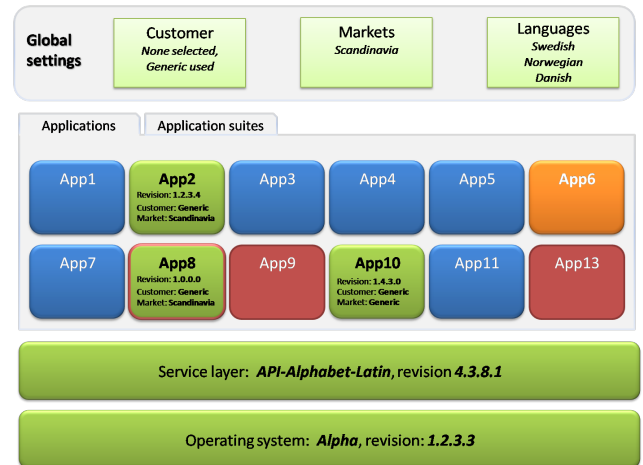 Global
settings
Customer
None selected,
Generic used
Markets
Scandinavia
Languages
Swedish
Norwegian
Danish
Applications
Application suites
App1
App2
Revision: 1.2.3.4
Customer: Generic
Market: Scandinavia
App3
App4
App5
App6
App7
App8
Revision: 1.0.0.0
Customer: Generic
Market: Scandinavia
App9
App10
Revision: 1.4.3.0
Customer: Generic
Market: Generic
App11
App13
Service layer: API-Alphabet-Latin, revision 4.3.8.1
Operating system: Alpha, revision: 1.2.3.3